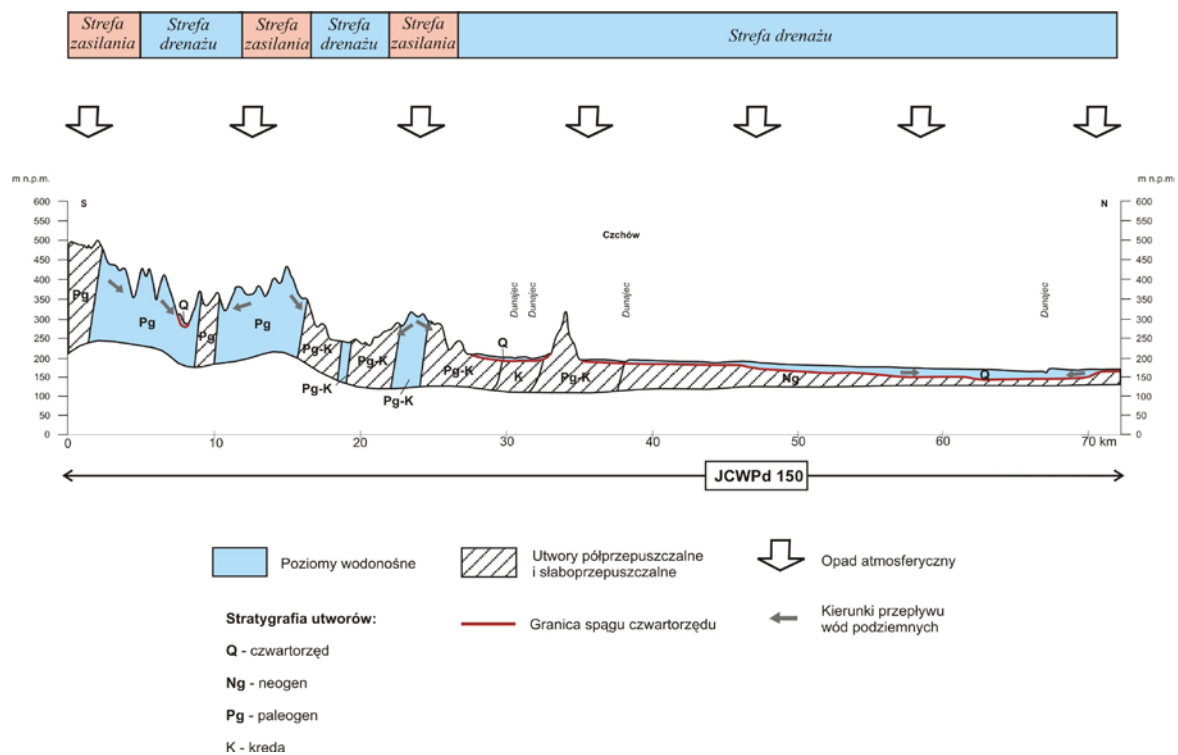 Strefa zasilania
Strefa drenażu
Strefa zasilania
Strefa drenażu
Strefa zasilania
Strefa drenażu
m n.p.m.
m n.p.m.
600
550
500
450
400
350
300
250
200
150
100
50
0
S
N
600
550
500
450
400
350
300
250
200
150
100
50
0
Czchów
Dunajec
Dunajec
Dunajec
Dunajec
Pg
Pg
Q
Pg
Pg
Pg-K
Pg-K
Pg-K
Pg-K
Pg-K
Q
K
Pg-K
Ng
Q
0
10
20
30
40
50
60
70 km
JCWPd 150
Poziomy wodonośne
Utwory półprzepuszczalne
i słaboprzepuszczalne
Opad atmosferyczny
Stratygrafia utworów:
Granica spągu czwartorzędu
Kierunki przepływu
wód podziemnych
Q - czwartorzęd
Ng - neogen
Pg - paleogen
K - kreda